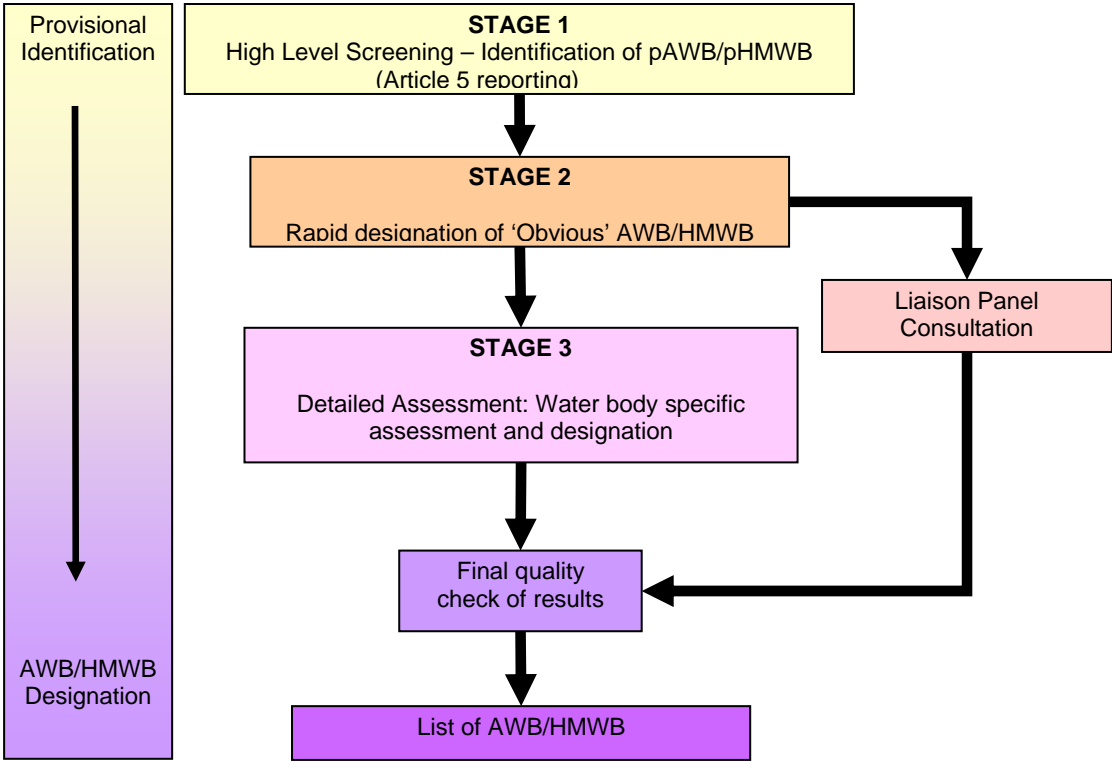 Provisional
Identification
AWB/HMWB
Designation
STAGE 1
High Level Screening – Identification of pAWB/pHMWB
(Article 5 reporting)
STAGE 2
Rapid designation of ‘Obvious’ AWB/HMWB
Liaison Panel
Consultation
STAGE 3
Detailed Assessment: Water body specific
assessment and designation
Final quality
check of results
List of AWB/HMWB